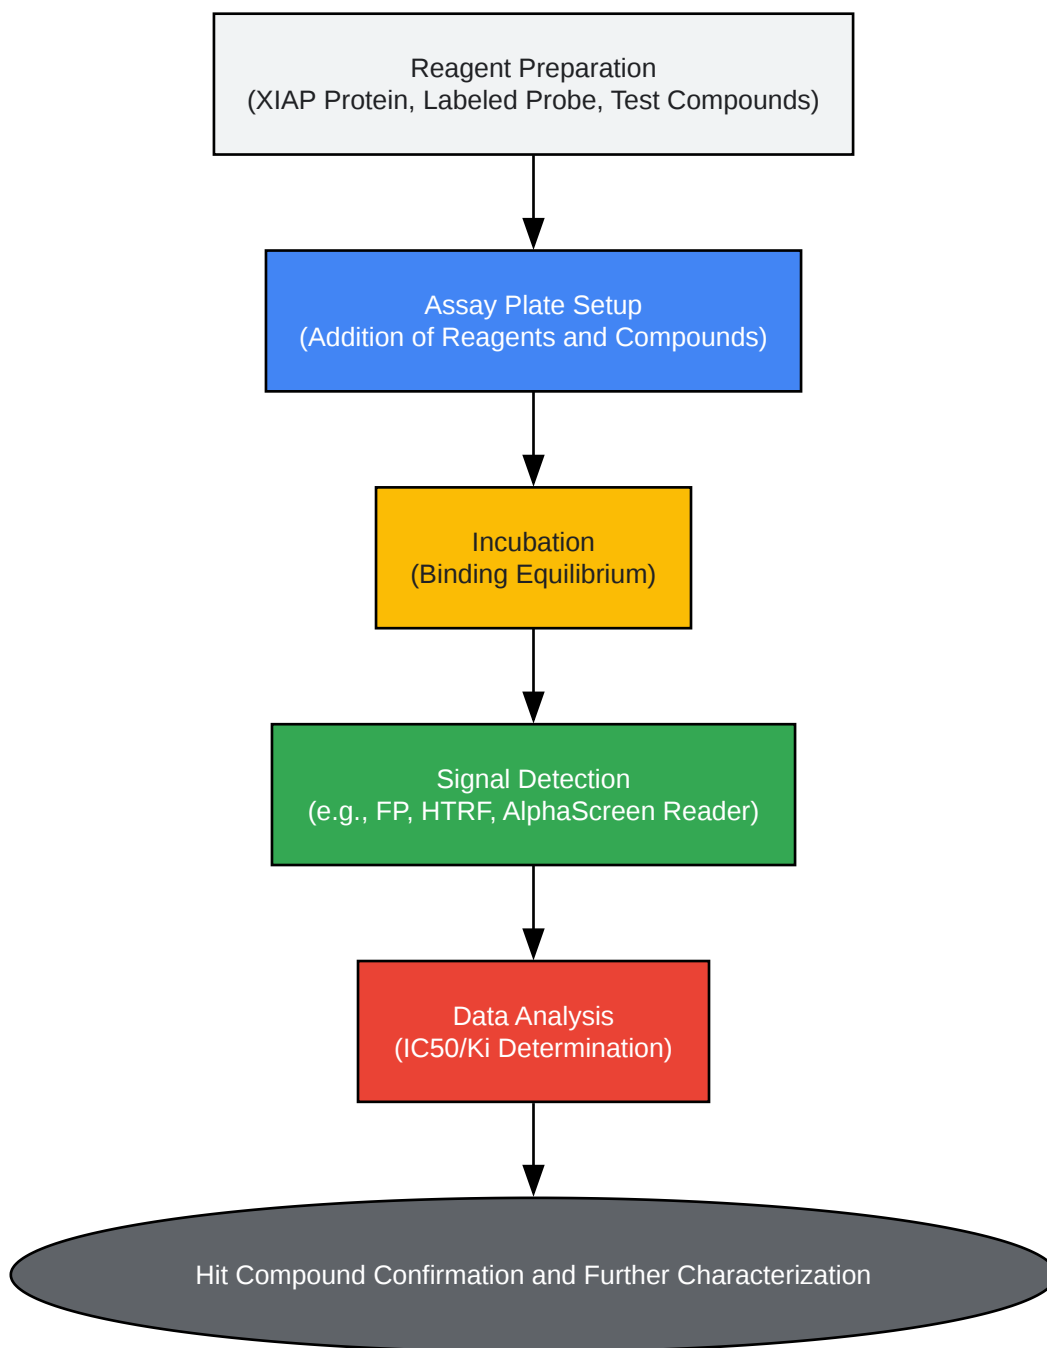 Reagent Preparation
(XIAP Protein, Labeled Probe, Test Compounds)
Assay Plate Setup
(Addition of Reagents and Compounds)
Incubation
(Binding Equilibrium)
Signal Detection
(e.g., FP, HTRF, AlphaScreen Reader)
Data Analysis
(IC50/Ki Determination)
Hit Compound Confirmation and Further Characterization